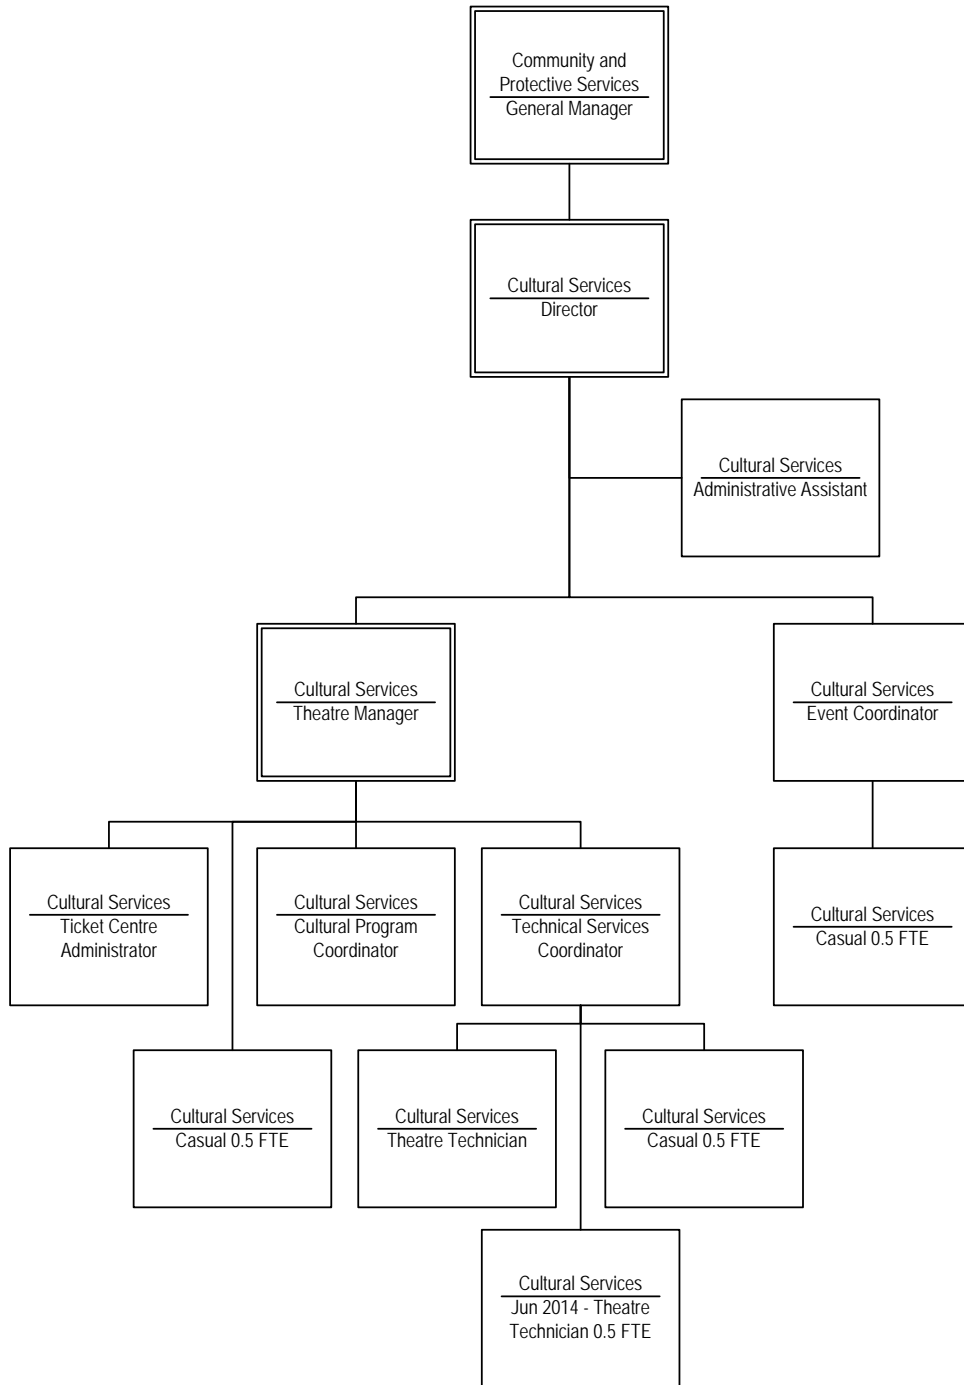 Community and
Protective Services
General Manager
Cultural Services
Director
Cultural Services
Administrative Assistant
Cultural Services
Theatre Manager
Cultural Services
Event Coordinator
Cultural Services
Ticket Centre
Administrator
Cultural Services
Cultural Program
Coordinator
Cultural Services
Technical Services
Coordinator
Cultural Services
Casual 0.5 FTE
Cultural Services
Casual 0.5 FTE
Cultural Services
Theatre Technician
Cultural Services
Casual 0.5 FTE
Cultural Services
Jun 2014 - Theatre
Technician 0.5 FTE